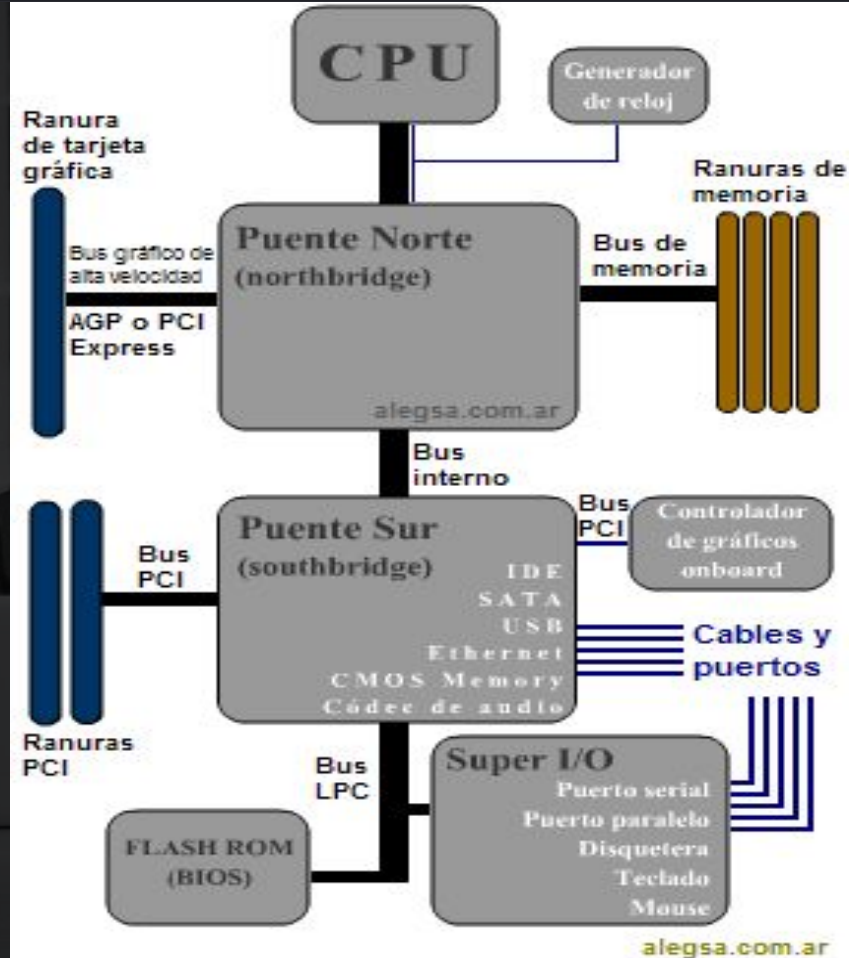 CPU
Generador
de reloj
Ranura
de tarjeta
gráfica
Ranuras de
memoria
Bus gráfico de
alta velocidad
AGP o PCI
Express
Puente Norte
(northbridge)
alegsa.com.ar
Bus de
memoria
Bus
interno
Bus
PCI
Puente Sur
(southbridge)
IDE
SATA
USB
Ethernet
CMOS Memory
Códec de audio
Bus
PCI
Controlador
de gráficos
onboard
Cables y
puertos
Ranuras
PCI
Bus
LPC
Super I/O
Puerto serial
Puerto paralelo
Disquetera
Teclado
Mouse
FLASH ROM
(BIOS)
alegsa.com.ar